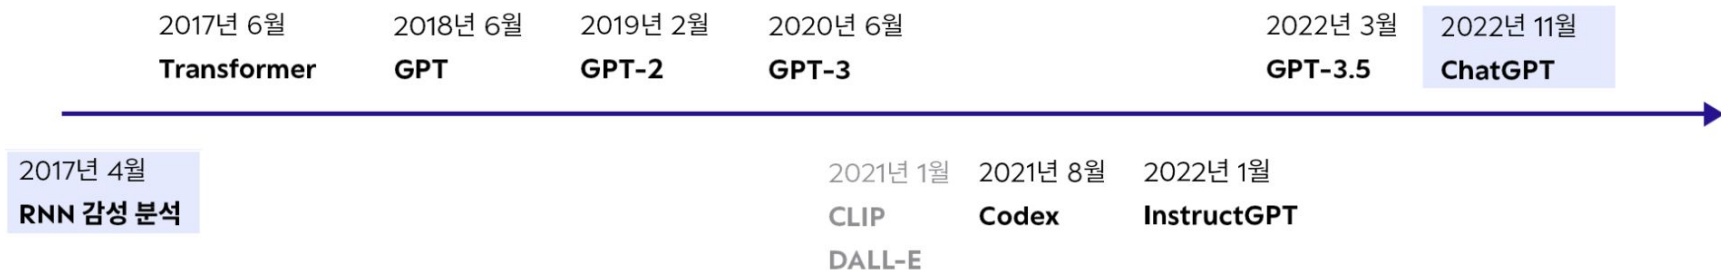 2017년 6월
Transformer
2018년 6월
GPT
2019년 2월
GPT-2
2020년 6월
GPT-3
2022년 3월
GPT-3.5
2022년 11월
ChatGPT
2017년 4월
RNN 감성 분석
2021년 1월
CLIP
DALL-E
2021년 8월
Codex
2022년 1월
InstructGPT